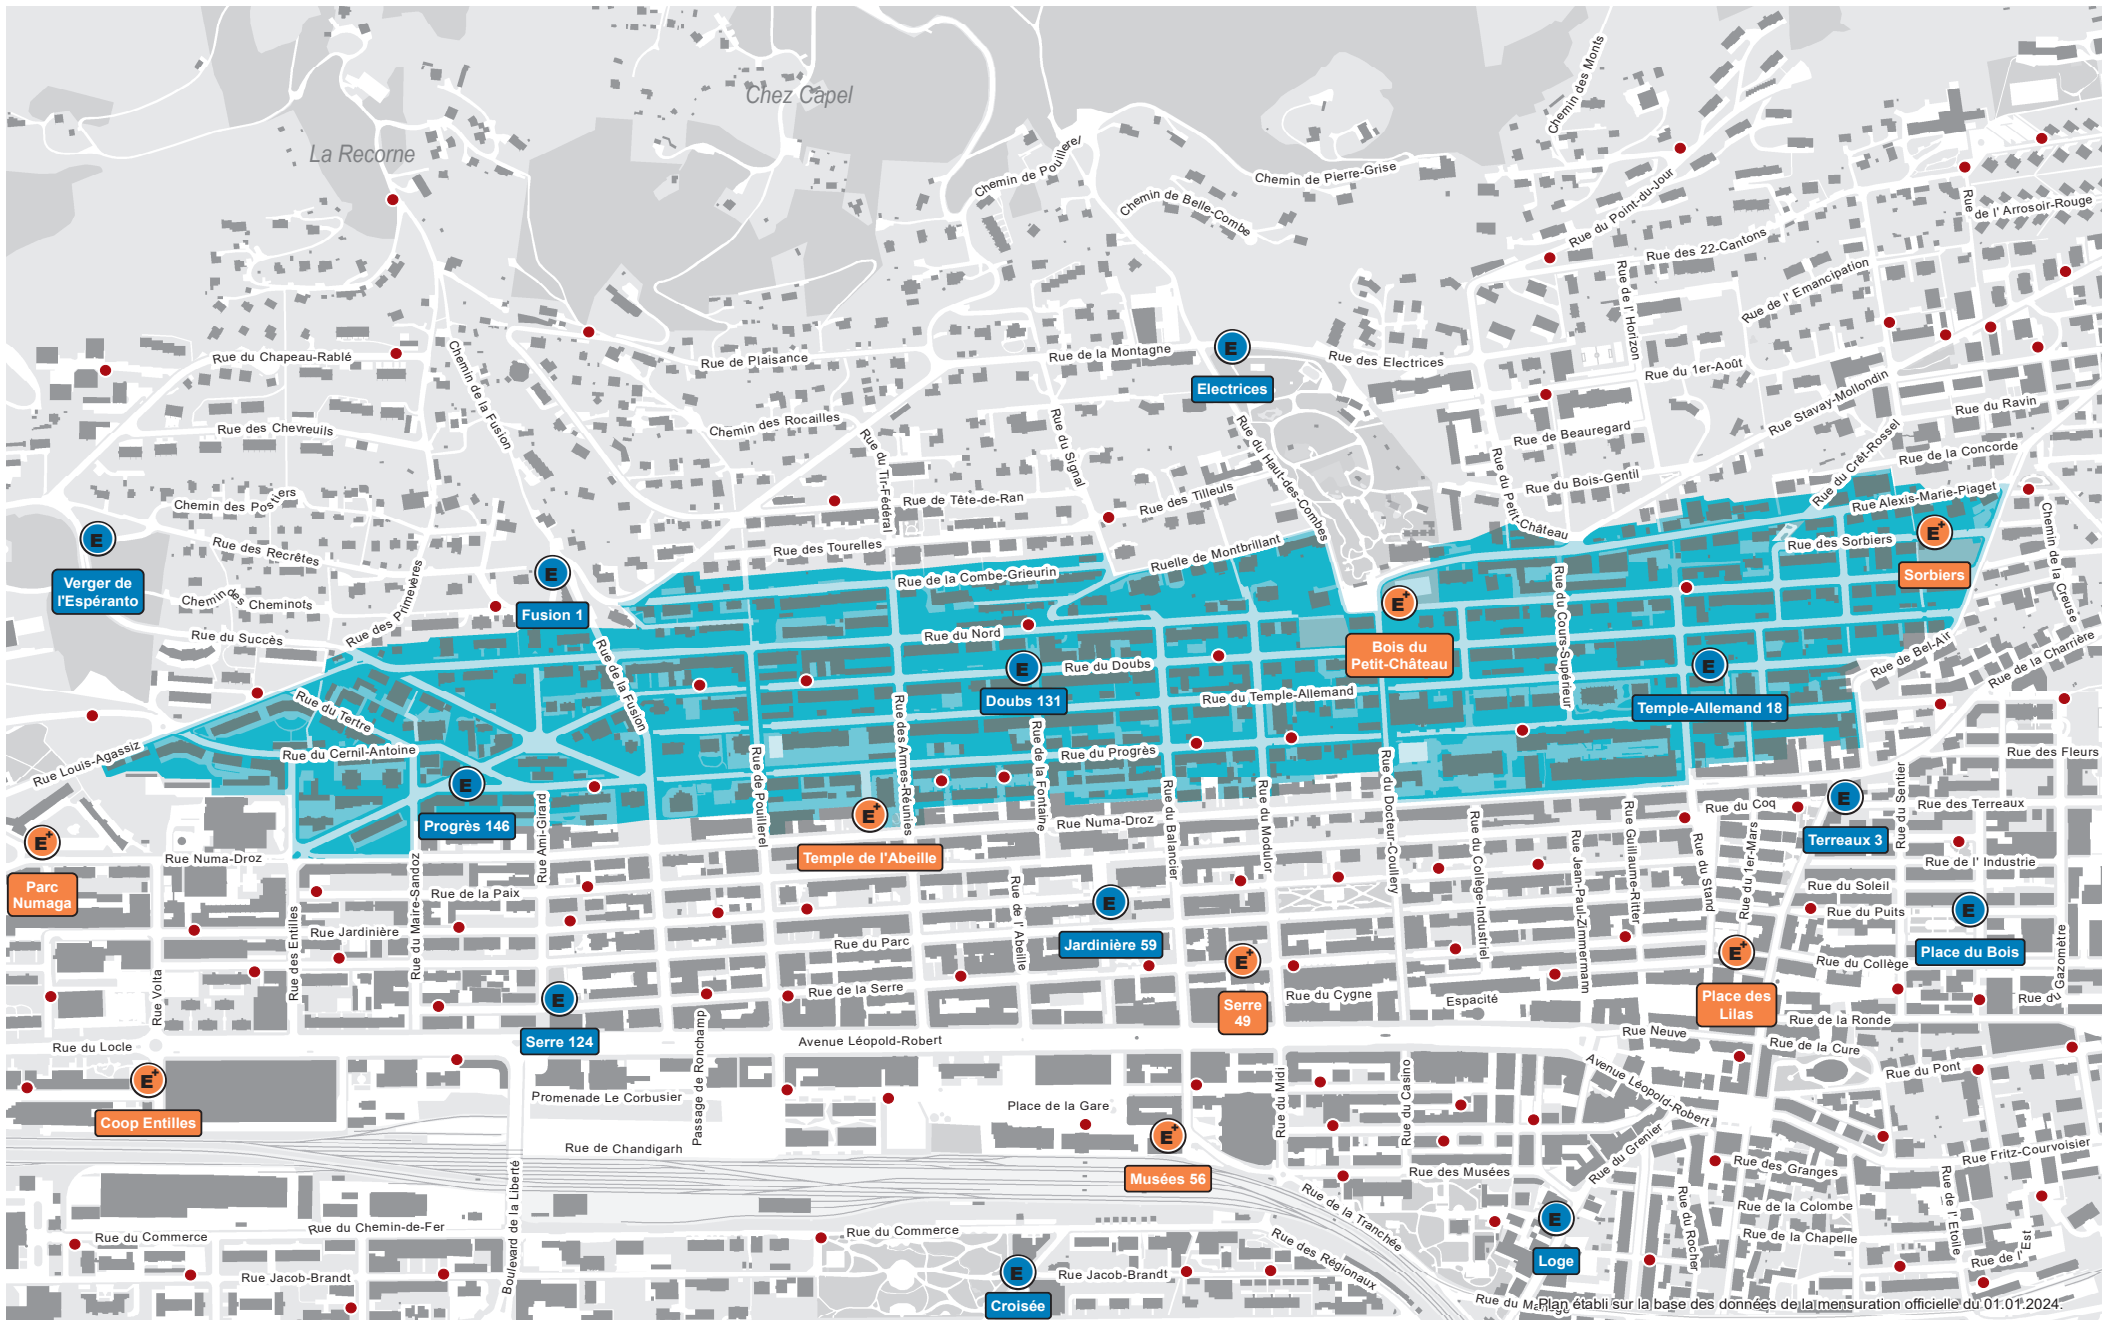 Chez Capel
La Recorne
Chemin des Monts
Chemin de Pouillerel
Chemin de Pierre-Grise
Chemin de Belle-Combe
Rue du Point-du-Jour
Rue des 22-Cantons
Rue
de l' Arrosoir-Rouge
Rue de l' Emancipation
Rue de l' Horizon
Rue du Chapeau-Rablé
Chemin de la Fusion
Rue de Plaisance
Rue de la Montagne
E
Electrices
Rue des Electrices
Rue du 1er-Août
Rue Stavay-Mollondin
Rue du Ravin
Rue des Chevreuils
Chemin des Rocailles
Rue du Tir-Fédéral
Rue du Signal
Rue du Haut-des-Combes
Rue de Beauregard
Rue du Crêt-Rossel
Rue de la Concorde
Rue du Petit-Château
Rue du Bois-Gentil
Rue Alexis-Marie-Piaget
Chemin des Postiers
Rue de Tête-de-Ran
Rue des Tilleuls
Chemin de la Creuse
E
Verger de
l'Espéranto
Rue des Recrêtes
Rue des Tourelles
Ruelle de Montbrillant
Rue des Sorbiers
E+
Sorbiers
E
Fusion 1
Chemin des Cheminots
Rue des Primevères
Rue de la Combe-Grieurin
Rue du Cours-Supérieur
E+
Bois du
Petit-Château
Rue du Succès
Rue de la Fusion
Rue du Nord
Rue du Doubs
E
Doubs 131
Rue du Temple-Allemand
E
Temple-Allemand 18
Rue de Bel-Air
Rue de la Charrière
Rue du Tertre
Rue Louis-Agassiz
Rue du Cernil-Antoine
Rue de Pouillerel
Rue des Armes-Réunies
Rue de la Fontaine
Rue du Progrès
Rue du Balancier
Rue du Modulor
Rue du Docteur-Coullery
Rue des Fleurs
E
Progrès 146
Rue Ami-Girard
E+
Temple de l'Abeille
Rue Numa-Droz
Rue du Collège-Industriel
Rue Jean-Paul-Zimmermann
Rue Guillaume-Ritter
Rue du Coq
Rue du Stand
Rue du 1er-Mars
E
Terreaux 3
Rue du Sentier
Rue des Terreaux
Rue de l' Industrie
E+
Parc
Numaga
Rue Numa-Droz
Rue du Maire-Sandoz
Rue de la Paix
Rue des Entilles
Rue Jardinière
Rue de l' Abeille
Rue du Parc
E
Jardinière 59
Rue du Soleil
Rue du Puits
E
Place du Bois
Rue Volta
E
Serre 124
Rue de la Serre
E+
Serre
49
Rue du Cygne
Espacité
E+
Place des
Lilas
Rue du Collège
Rue du Gazomètre
Rue du Locle
Avenue Léopold-Robert
Rue Neuve
Rue de la Ronde
Rue de la Cure
Rue du Pont
E+
Coop Entilles
Passage de Ronchamp
Promenade Le Corbusier
Place de la Gare
Rue du Midi
Rue du Casino
Avenue Léopold-Robert
Rue de Chandigarh
E+
Musées 56
Rue des Musées
Rue du Grenier
Rue des Granges
Rue Fritz-Courvoisier
Boulevard de la Liberté
Rue de la Tranchée
Rue du Rocher
Rue de l' Etoile
Rue du Commerce
Rue du Chemin-de-Fer
Rue du Commerce
E
Loge
Rue de la Colombe
Rue de la Chapelle
Rue de l' Est
Rue Jacob-Brandt
E
Croisée
Rue Jacob-Brandt
Rue des Régionaux
Rue du Manège
Plan établi sur la base des données de la mensuration officielle du 01.01.2024.